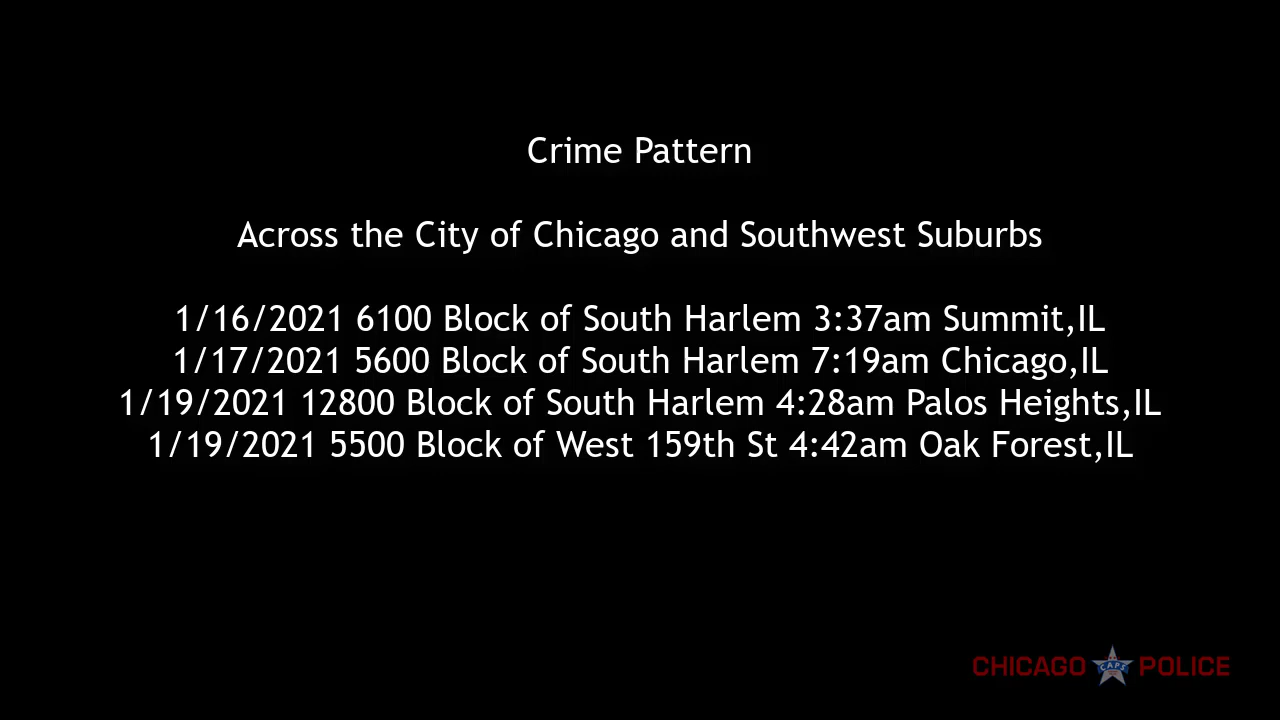 Crime Pattern
Across the City of Chicago and Southwest Suburbs
1/16/2021 6100 Block of South Harlem 3:37am Summit,IL
1/17/2021 5600 Block of South Harlem 7:19am Chicago,IL
1/19/2021 12800 Block of South Harlem 4:28am Palos Heights,IL
1/19/2021 5500 Block of West 159th St 4:42am Oak Forest,IL
CHICAGO CAPS POLICE